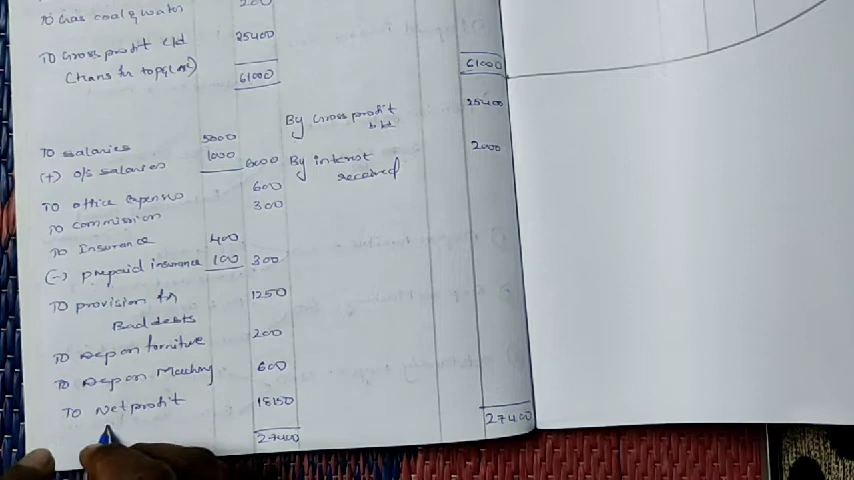 To Gas coal & water 200
To Gross profit c/d 25400
(trans for to p&l a/c) 61000 61000
By Gross profit b/d 25400
To salaries 5000
(+) o/s salaries 1000 6000 By interest received 2000
To office expenses 600
To commission 300
To Insurance 400
(-) prepaid insurance 100 300
To provision for
Bad debts 1250
To Dep on forniture 200
To Dep on Machinery 600
To Net profit 18150
27400 27400